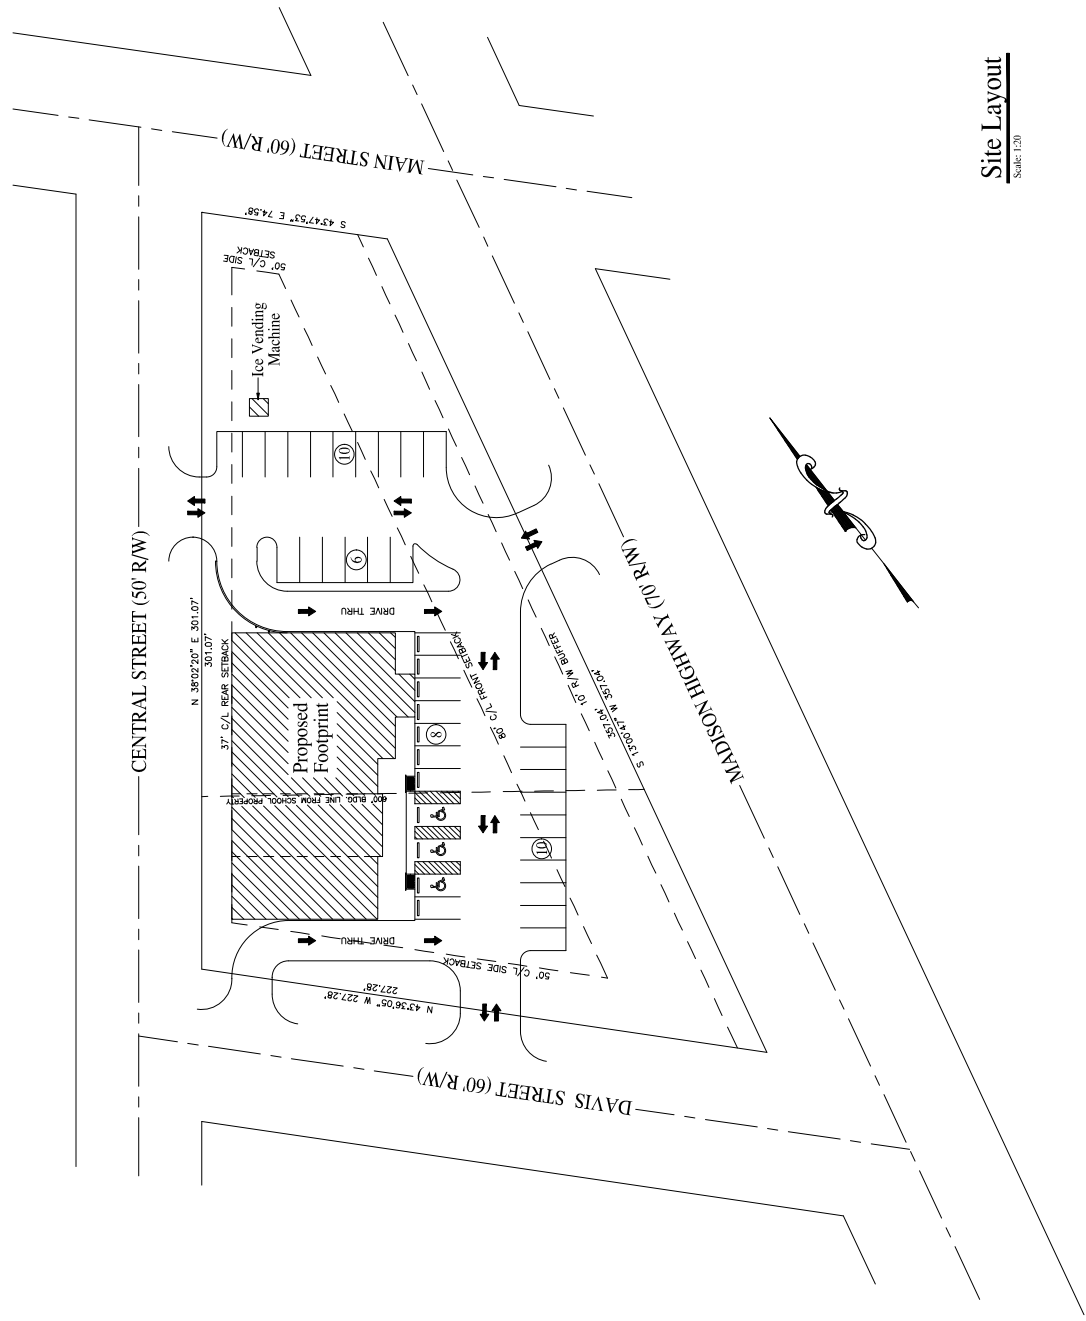 Site Layout
Scale: 1:20
MAIN STREET (60' R/W)
S 43°47'53" E 74.58'
50' C/L SIDE
SETBACK
Ice Vending
Machine
10
CENTRAL STREET (50' R/W)
N 38°02'20" E 301.07'
301.07'
37' C/L REAR SETBACK
6
DRIVE THRU
MADISON HIGHWAY (70' R/W)
10' R/W BUFFER
357.04'
S 13°00'47" W 357.04'
80' C/L FRONT SETBACK
Proposed
Footprint
8
600' BLDG. LINE FROM SCHOOL PROPERTY
10
DRIVE THRU
50' C/L SIDE SETBACK
227.28'
N 43°36'05" W 227.28'
DAVIS STREET (60' R/W)